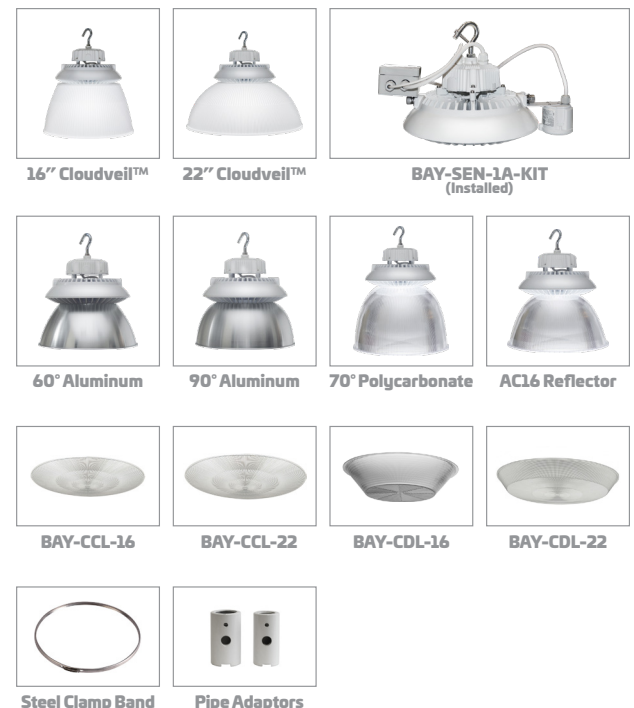 16″ Cloudveil™
22″ Cloudveil™
BAY-SEN-1A-KIT
(Installed)
60° Aluminum
90° Aluminum
70° Polycarbonate
AC16 Reflector
BAY-CCL-16
BAY-CCL-22
BAY-CDL-16
BAY-CDL-22
Steel Clamp Band
Pipe Adaptors